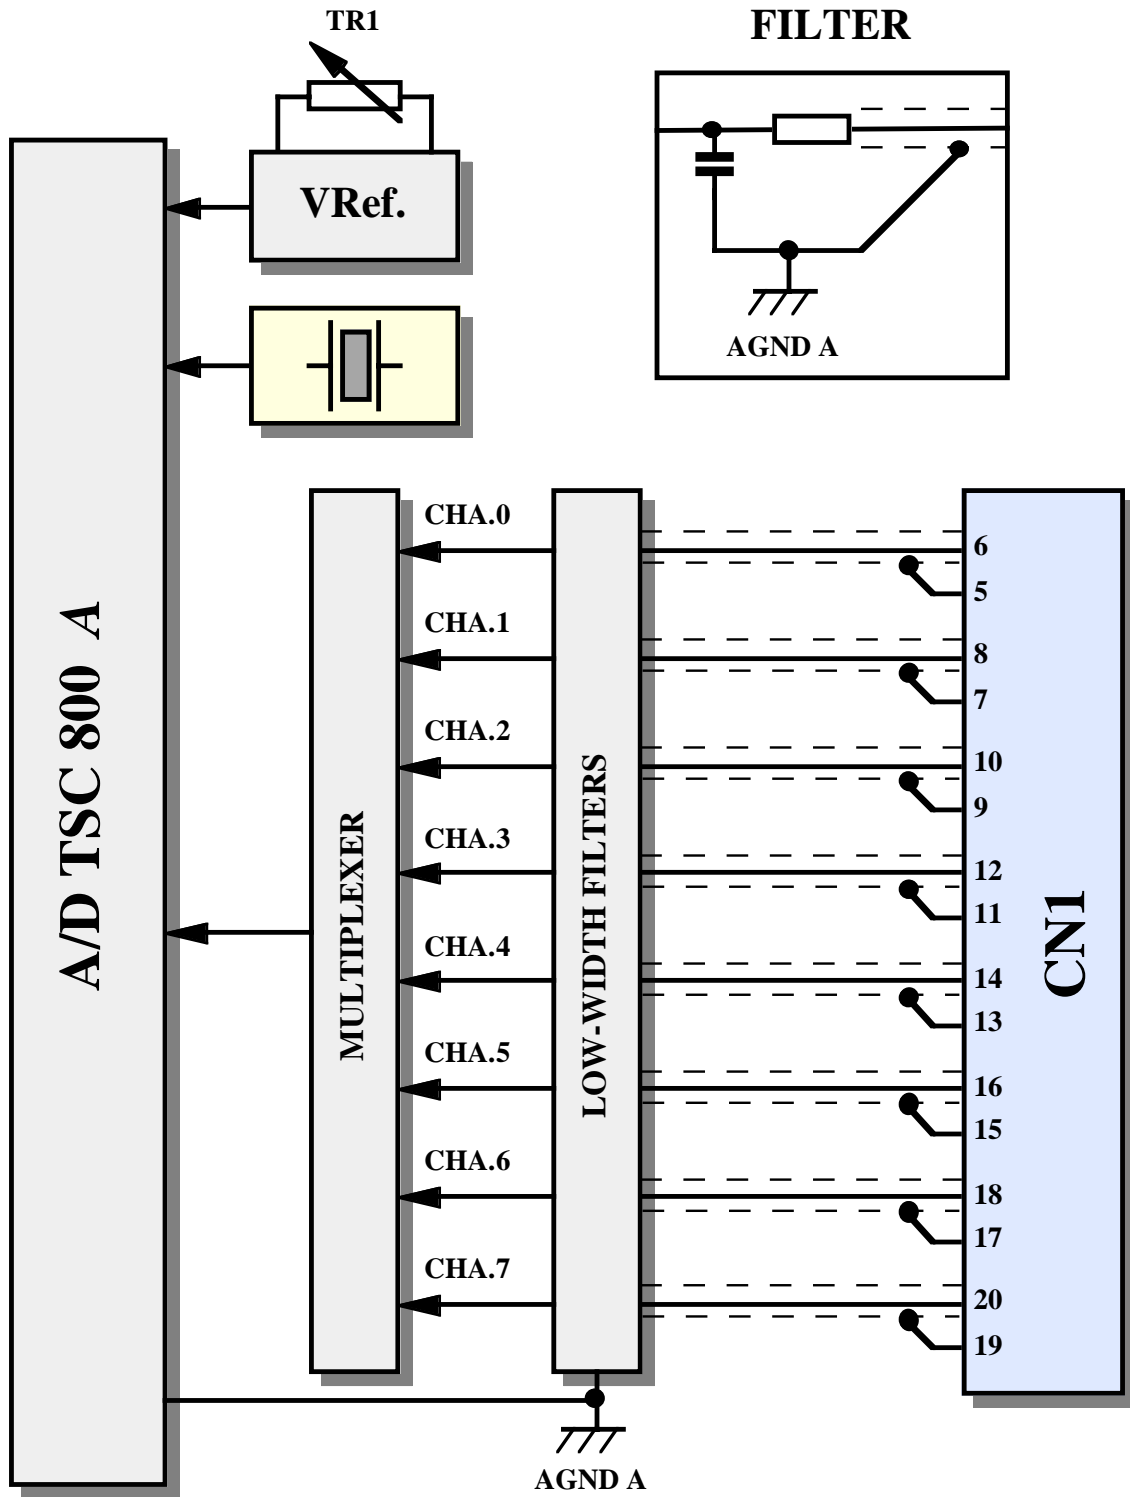 TR1
FILTER
VRef.
AGND A
A/D TSC 800 A
MULTIPLEXER
CHA.0
CHA.1
CHA.2
CHA.3
CHA.4
CHA.5
CHA.6
CHA.7
LOW-WIDTH FILTERS
6
5
8
7
10
9
12
11
14
13
16
15
18
17
20
19
CN1
AGND A